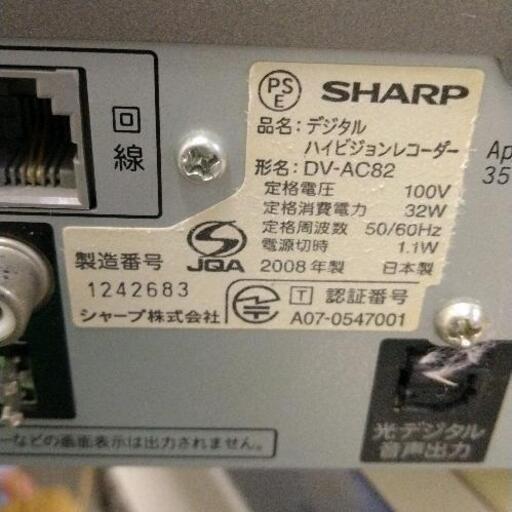 回線
PS
E
SHARP
品名：デジタル
ハイビジョンレコーダー
形名：DV-AC82
定格電圧 100V
定格消費電力 32W
定格周波数 50/60Hz
電源切時 1.1W
JQA
2008年製 日本製
製造番号
1242683
シャープ株式会社
T 認証番号
A07-0547001
Ap
35
などの画面表示は出力されません。
光デジタル
音声出力